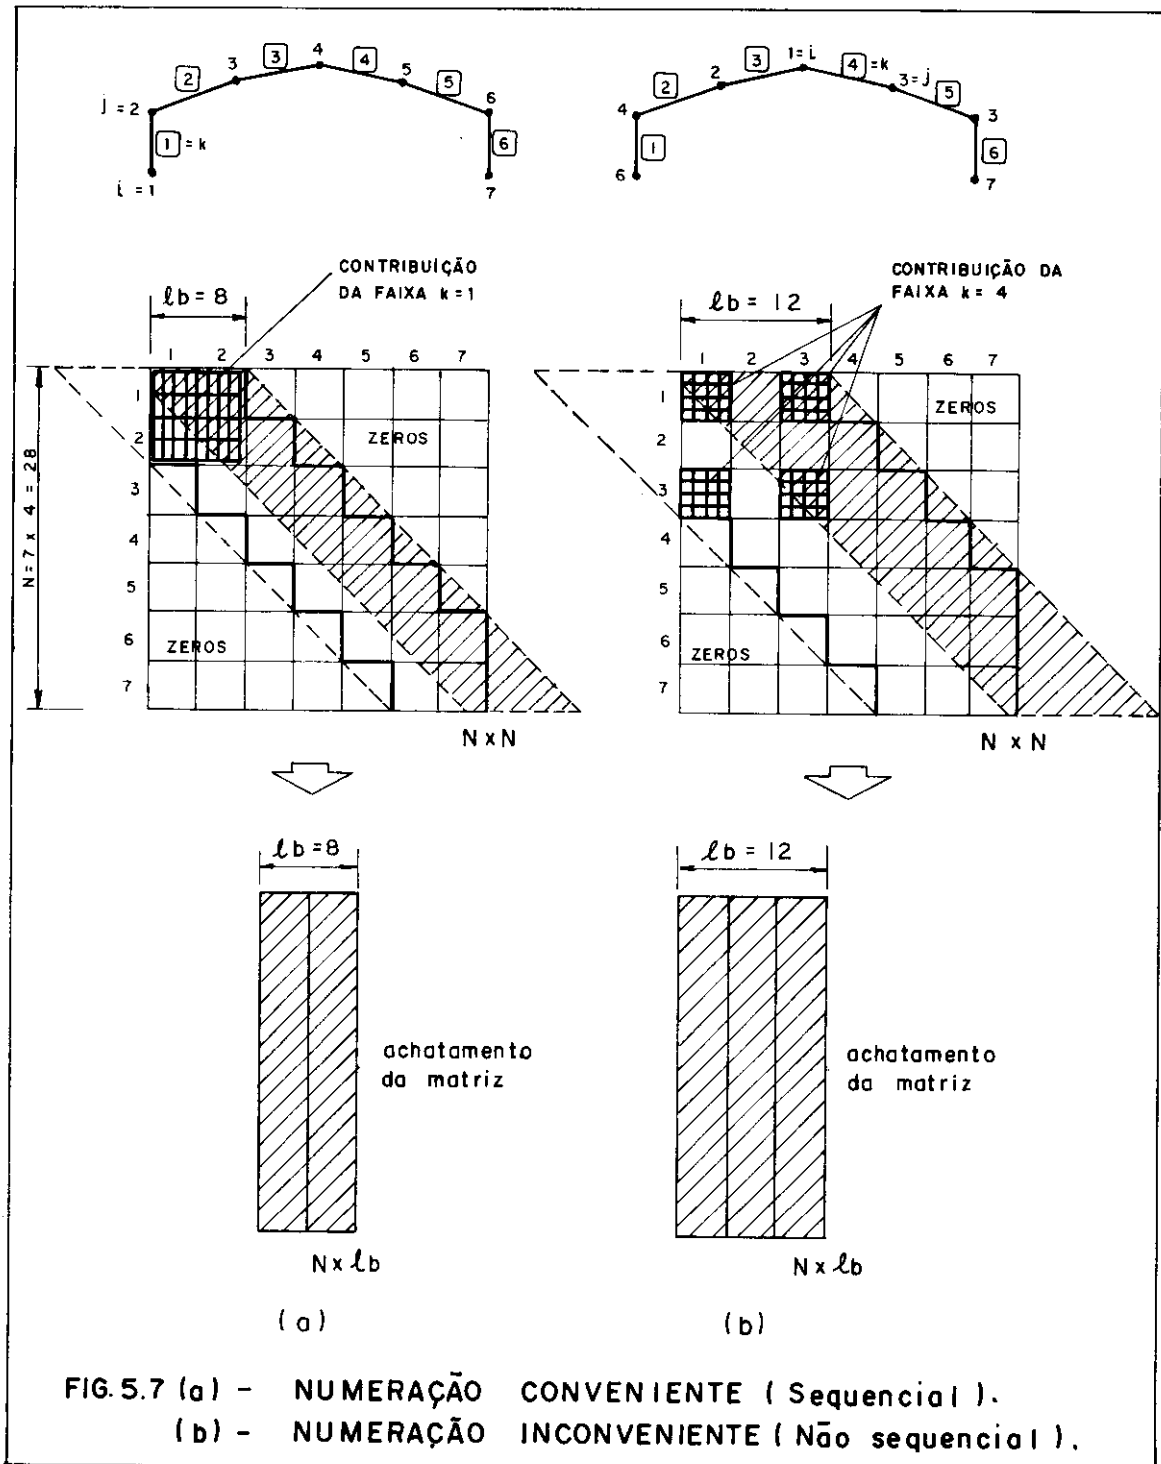 4
3
3
4
2
5
5
j = 2
6
1 = k
6
i = 1
7
1 = i
3
4 = k
2
2
3 = j
5
4
3
1
6
6
7
CONTRIBUIÇÃO
DA FAIXA k = 1
ℓb = 8
1 2 3 4 5 6 7
1
2
3
4
5
6
7
ZEROS
ZEROS
N = 7 x 4 = 28
N x N
CONTRIBUIÇÃO DA
FAIXA k = 4
ℓb = 12
1 2 3 4 5 6 7
1
2
3
4
5
6
7
ZEROS
ZEROS
N x N
ℓb = 8
achatamento
da matriz
N x ℓb
(a)
ℓb = 12
achatamento
da matriz
N x ℓb
(b)
FIG. 5.7 (a) - NUMERAÇÃO CONVENIENTE (Sequencial).
(b) - NUMERAÇÃO INCONVENIENTE (Não sequencial).